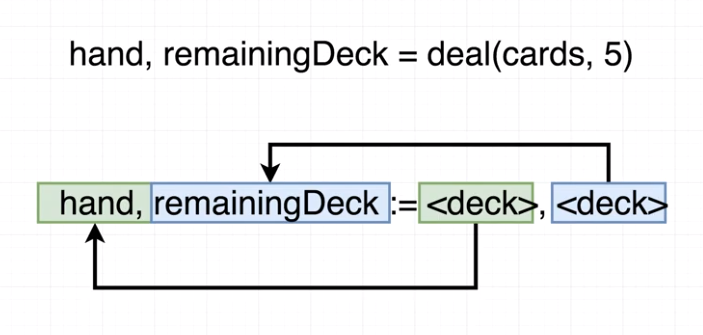 hand, remainingDeck = deal(cards, 5)
hand, remainingDeck := <deck>, <deck>